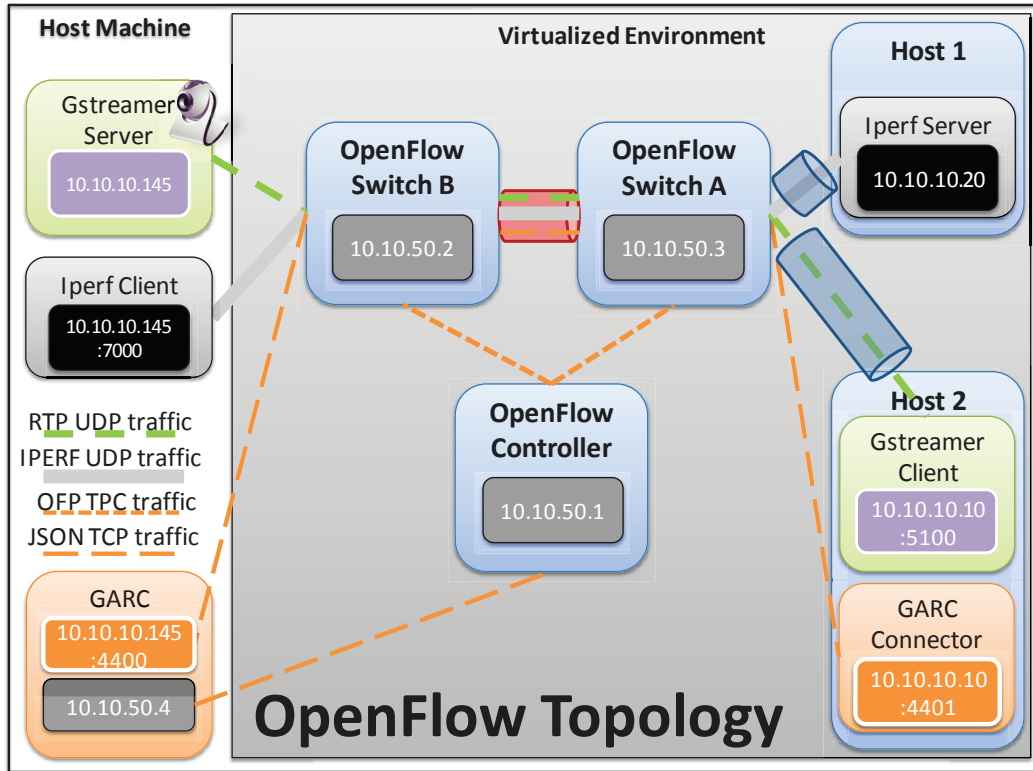 Host Machine
Virtualized Environment
Gstreamer
Server
10.10.10.145
Iperf Client
10.10.10.145
:7000
RTP UDP traffic
IPERF UDP traffic
OFP TPC traffic
JSON TCP traffic
GARC
10.10.10.145
:4400
10.10.50.4
OpenFlow
Switch B
10.10.50.2
OpenFlow
Switch A
10.10.50.3
OpenFlow
Controller
10.10.50.1
Host 1
Iperf Server
10.10.10.20
Host 2
Gstreamer
Client
10.10.10.10
:5100
GARC
Connector
10.10.10.10
:4401
OpenFlow Topology